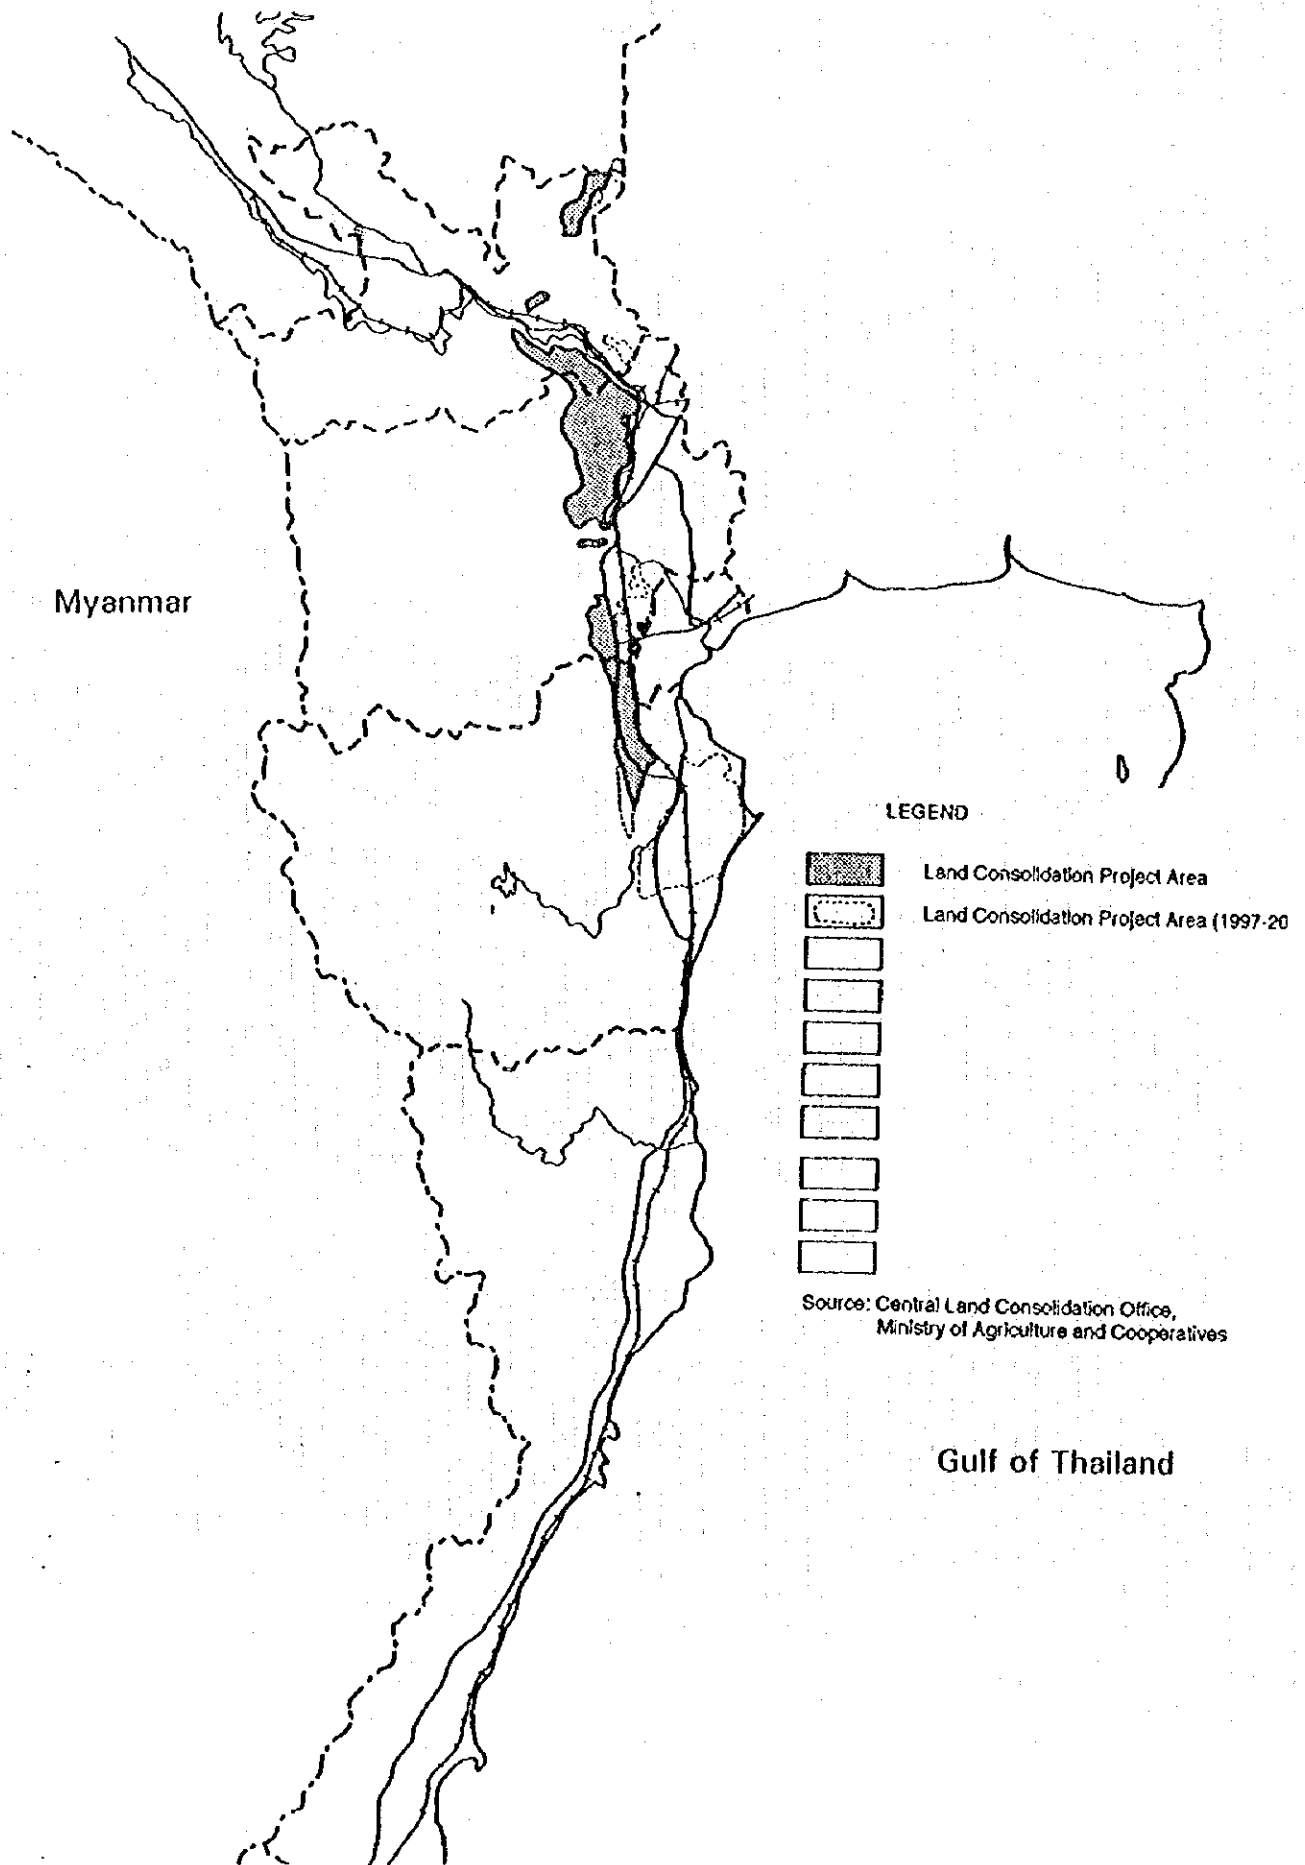 Myanmar
LEGEND
Land Consolidation Project Area
Land Consolidation Project Area (1997-20
Source: Central Land Consolidation Office,
Ministry of Agriculture and Cooperatives
Gulf of Thailand